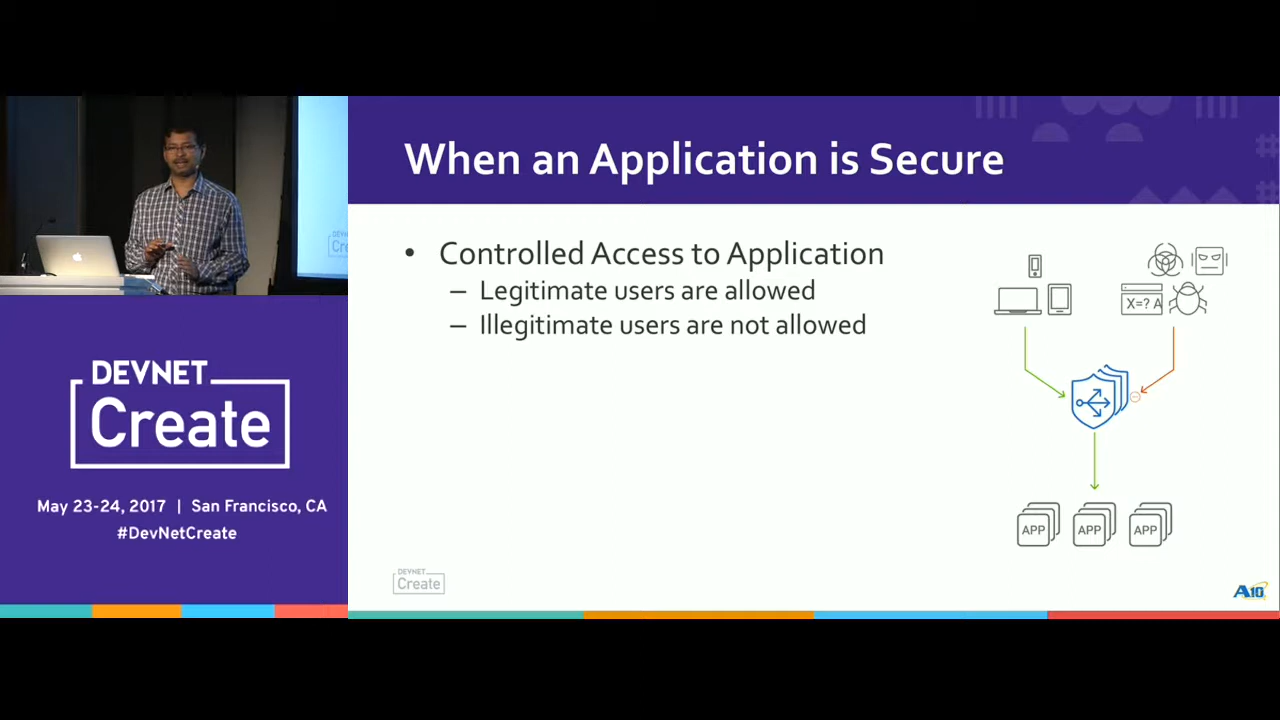 When an Application is Secure
• Controlled Access to Application
– Legitimate users are allowed
– Illegitimate users are not allowed
X=? A
APP
APP
APP
DEVNET
Create
A10
DEVNET
Create
May 23-24, 2017 | San Francisco, CA
#DevNetCreate